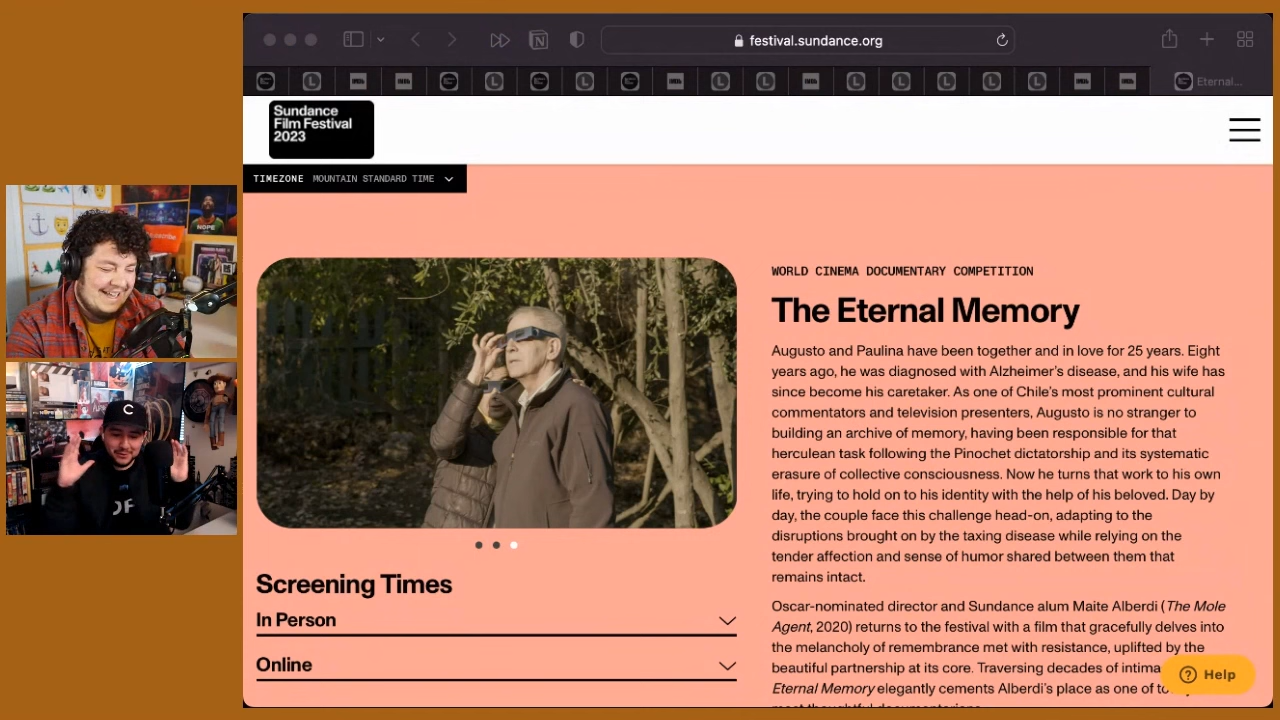 festival.sundance.org
Eternal...
Sundance
Film Festival
2023
TIMEZONE MOUNTAIN STANDARD TIME
NOPE
C
WORLD CINEMA DOCUMENTARY COMPETITION
The Eternal Memory
Augusto and Paulina have been together and in love for 25 years. Eight
years ago, he was diagnosed with Alzheimer's disease, and his wife has
since become his caretaker. As one of Chile's most prominent cultural
commentators and television presenters, Augusto is no stranger to
building an archive of memory, having been responsible for that
herculean task following the Pinochet dictatorship and its systematic
erasure of collective consciousness. Now he turns that work to his own
life, trying to hold on to his identity with the help of his beloved. Day by
day, the couple face this challenge head-on, adapting to the
disruptions brought on by the taxing disease while relying on the
tender affection and sense of humor shared between them that
remains intact.
Oscar-nominated director and Sundance alum Maite Alberdi (The Mole
Agent, 2020) returns to the festival with a film that gracefully delves into
the melancholy of remembrance met with resistance, uplifted by the
beautiful partnership at its core. Traversing decades of intima
Eternal Memory elegantly cements Alberdi's place as one of to
Screening Times
In Person
Online
Help